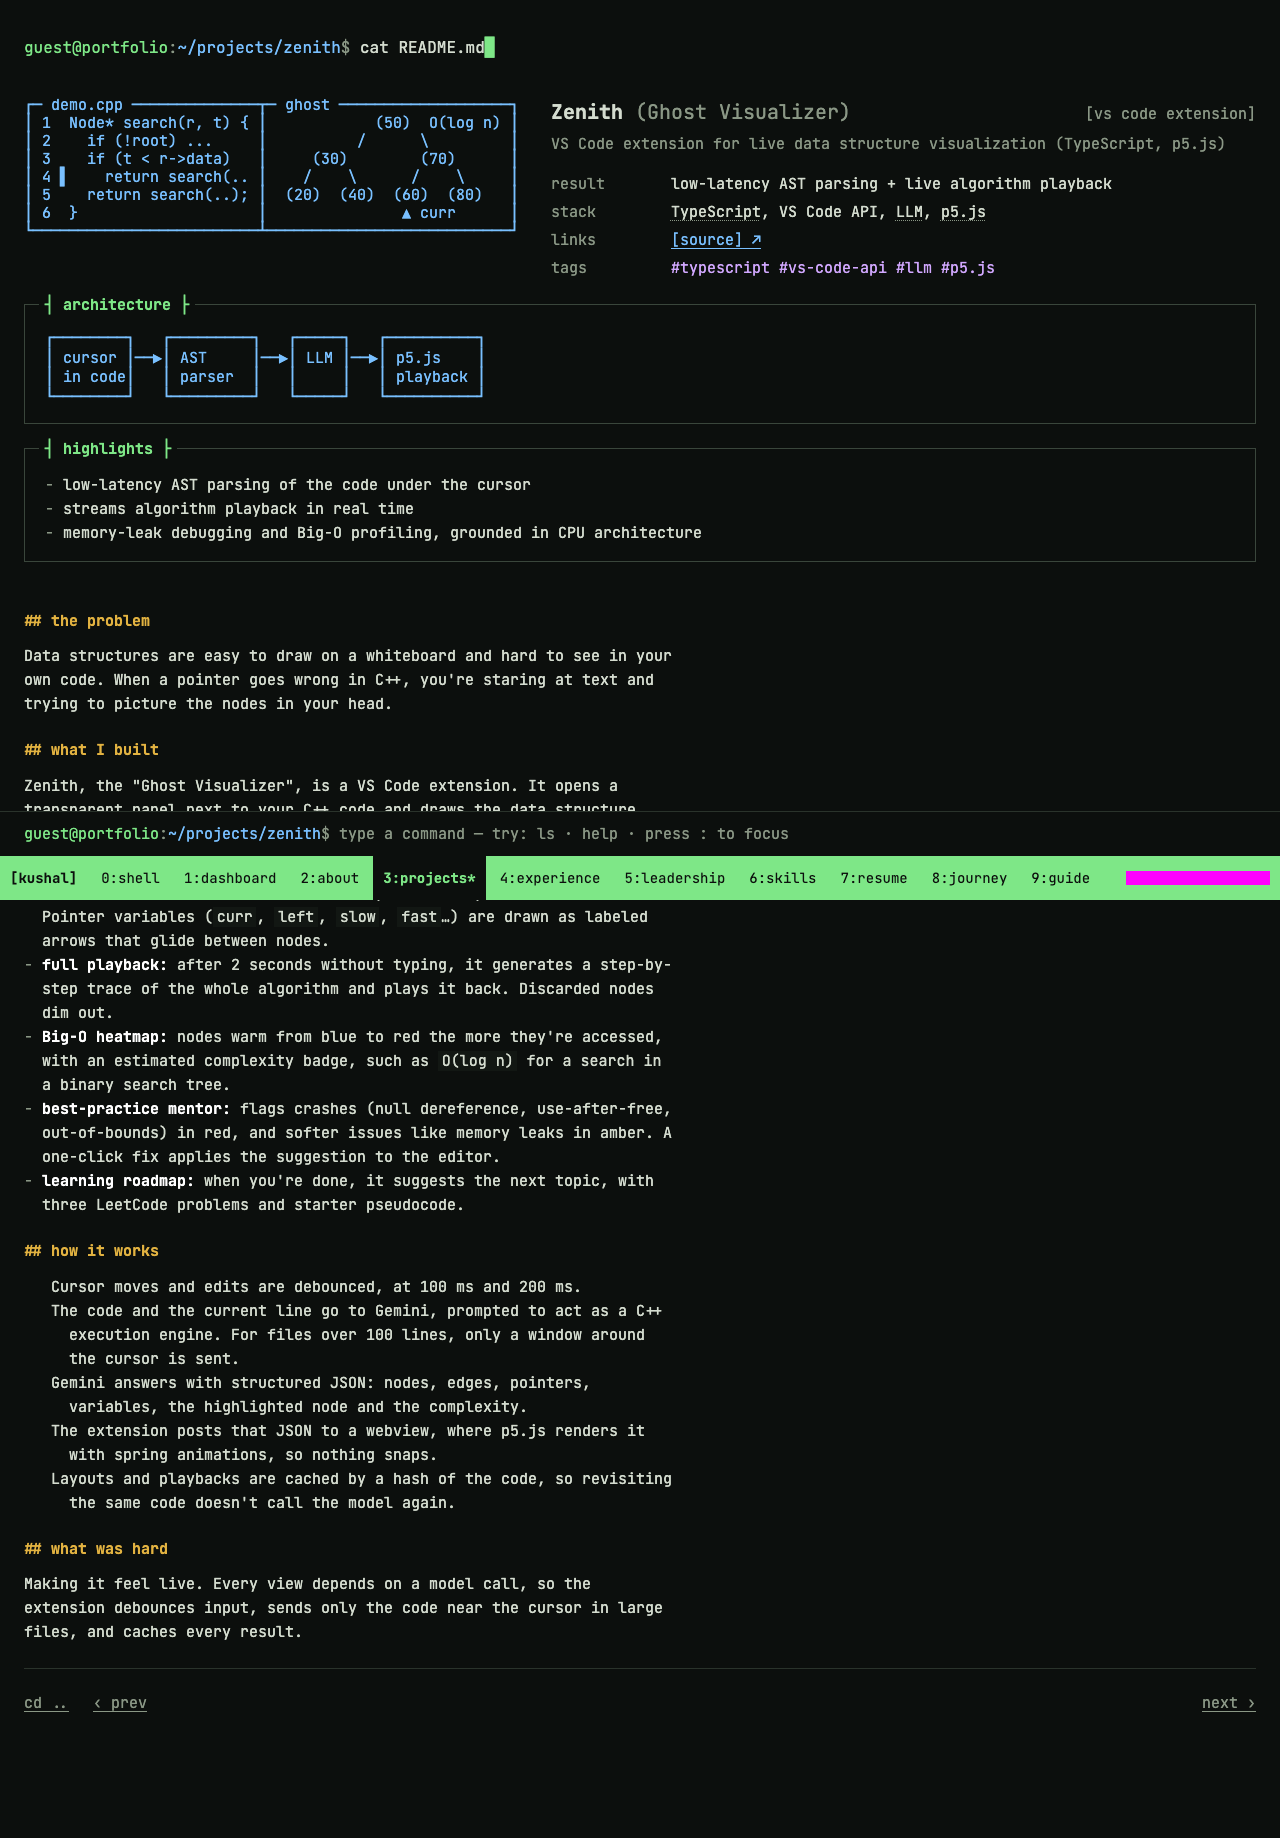 guest@portfolio:~/projects/zenith$ cat README.md
demo.cpp
1  Node* search(r, t) {
2    if (!root) ...
3    if (t < r->data)
4      return search(..
5    return search(..);
6  }
ghost
(50)  O(log n)
/      \
(30)        (70)
/    \      /    \
(20)  (40)  (60)  (80)
▲ curr
Zenith (Ghost Visualizer)
[vs code extension]
VS Code extension for live data structure visualization (TypeScript, p5.js)
result low-latency AST parsing + live algorithm playback
stack TypeScript, VS Code API, LLM, p5.js
links [source] ↗
tags #typescript #vs-code-api #llm #p5.js
architecture
cursor in code
AST parser
LLM
p5.js playback
highlights
- low-latency AST parsing of the code under the cursor
- streams algorithm playback in real time
- memory-leak debugging and Big-O profiling, grounded in CPU architecture
## the problem
Data structures are easy to draw on a whiteboard and hard to see in your
own code. When a pointer goes wrong in C++, you're staring at text and
trying to picture the nodes in your head.
## what I built
Zenith, the "Ghost Visualizer", is a VS Code extension. It opens a
transparent panel next to your C++ code and draws the data structure
guest@portfolio:~/projects/zenith$ type a command — try: ls · help · press : to focus
[kushal] 0:shell 1:dashboard 2:about 3:projects* 4:experience 5:leadership 6:skills 7:resume 8:journey 9:guide
Pointer variables (curr, left, slow, fast…) are drawn as labeled
arrows that glide between nodes.
- full playback: after 2 seconds without typing, it generates a step-by-
step trace of the whole algorithm and plays it back. Discarded nodes
dim out.
- Big-O heatmap: nodes warm from blue to red the more they're accessed,
with an estimated complexity badge, such as O(log n) for a search in
a binary search tree.
- best-practice mentor: flags crashes (null dereference, use-after-free,
out-of-bounds) in red, and softer issues like memory leaks in amber. A
one-click fix applies the suggestion to the editor.
- learning roadmap: when you're done, it suggests the next topic, with
three LeetCode problems and starter pseudocode.
## how it works
Cursor moves and edits are debounced, at 100 ms and 200 ms.
The code and the current line go to Gemini, prompted to act as a C++
execution engine. For files over 100 lines, only a window around
the cursor is sent.
Gemini answers with structured JSON: nodes, edges, pointers,
variables, the highlighted node and the complexity.
The extension posts that JSON to a webview, where p5.js renders it
with spring animations, so nothing snaps.
Layouts and playbacks are cached by a hash of the code, so revisiting
the same code doesn't call the model again.
## what was hard
Making it feel live. Every view depends on a model call, so the
extension debounces input, sends only the code near the cursor in large
files, and caches every result.
cd ..   ‹ prev
next ›